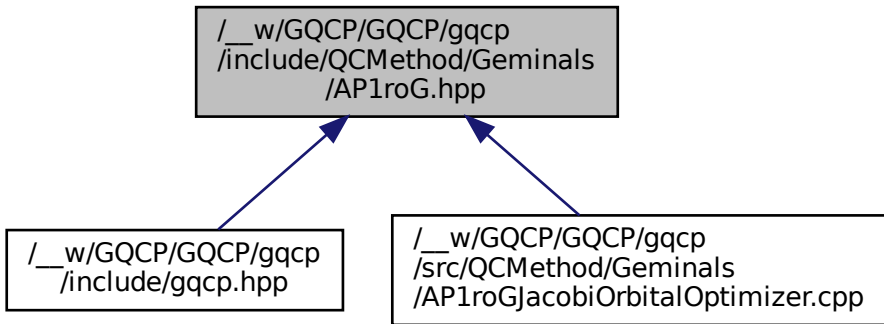 /__w/GQCP/GQCP/gqcp
/include/QCMethod/Geminals
/AP1roG.hpp
/__w/GQCP/GQCP/gqcp
/include/gqcp.hpp
/__w/GQCP/GQCP/gqcp
/src/QCMethod/Geminals
/AP1roGJacobiOrbitalOptimizer.cpp